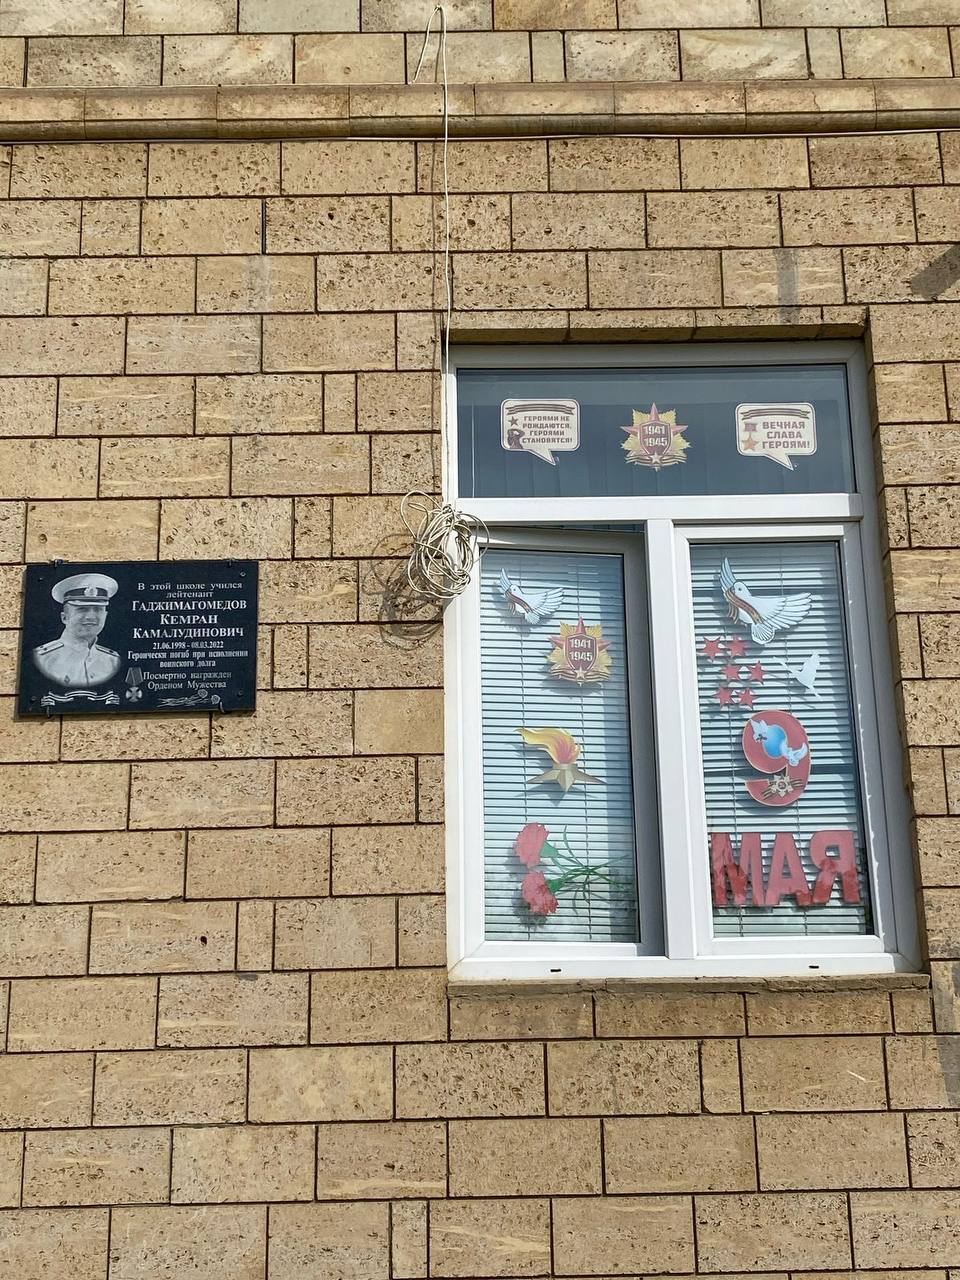 В этой школе учился
лейтенант
ГАДЖИМАГОМЕДОВ
КЕМРАН
КАМАЛУДИНОВИЧ
21.06.1998 - 08.03.2022
Героически погиб при исполнении
воинского долга
Посмертно награжден
Орденом Мужества
ГЕРОЯМИ НЕ
РОЖДАЮТСЯ,
ГЕРОЯМИ
СТАНОВЯТСЯ!
1941
1945
ВЕЧНАЯ
СЛАВА
ГЕРОЯМ!
1941
1945
9
МАЯ